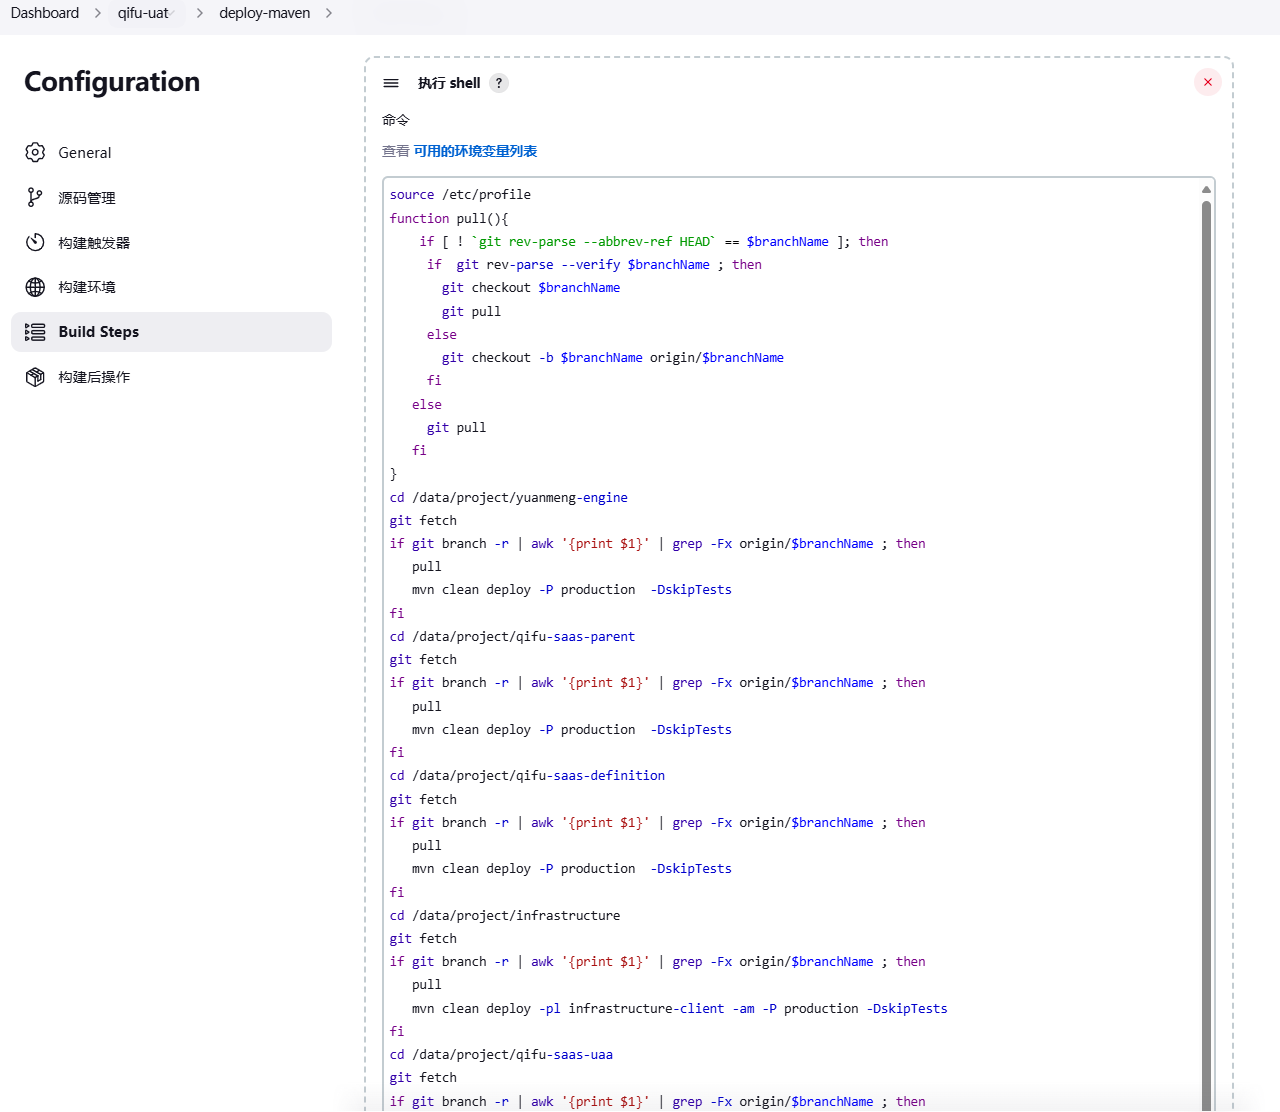 Dashboard > qifu-uat > deploy-maven >
Configuration
General
源码管理
构建触发器
构建环境
Build Steps
构建后操作
执行 shell ?
命令
查看 可用的环境变量列表
source /etc/profile
function pull(){
    if [ ! `git rev-parse --abbrev-ref HEAD` == $branchName ]; then
     if  git rev-parse --verify $branchName ; then
       git checkout $branchName
       git pull
     else
       git checkout -b $branchName origin/$branchName
     fi
   else
     git pull
   fi
}
cd /data/project/yuanmeng-engine
git fetch
if git branch -r | awk '{print $1}' | grep -Fx origin/$branchName ; then
   pull
   mvn clean deploy -P production  -DskipTests
fi
cd /data/project/qifu-saas-parent
git fetch
if git branch -r | awk '{print $1}' | grep -Fx origin/$branchName ; then
   pull
   mvn clean deploy -P production  -DskipTests
fi
cd /data/project/qifu-saas-definition
git fetch
if git branch -r | awk '{print $1}' | grep -Fx origin/$branchName ; then
   pull
   mvn clean deploy -P production  -DskipTests
fi
cd /data/project/infrastructure
git fetch
if git branch -r | awk '{print $1}' | grep -Fx origin/$branchName ; then
   pull
   mvn clean deploy -pl infrastructure-client -am -P production -DskipTests
fi
cd /data/project/qifu-saas-uaa
git fetch
if git branch -r | awk '{print $1}' | grep -Fx origin/$branchName ; then